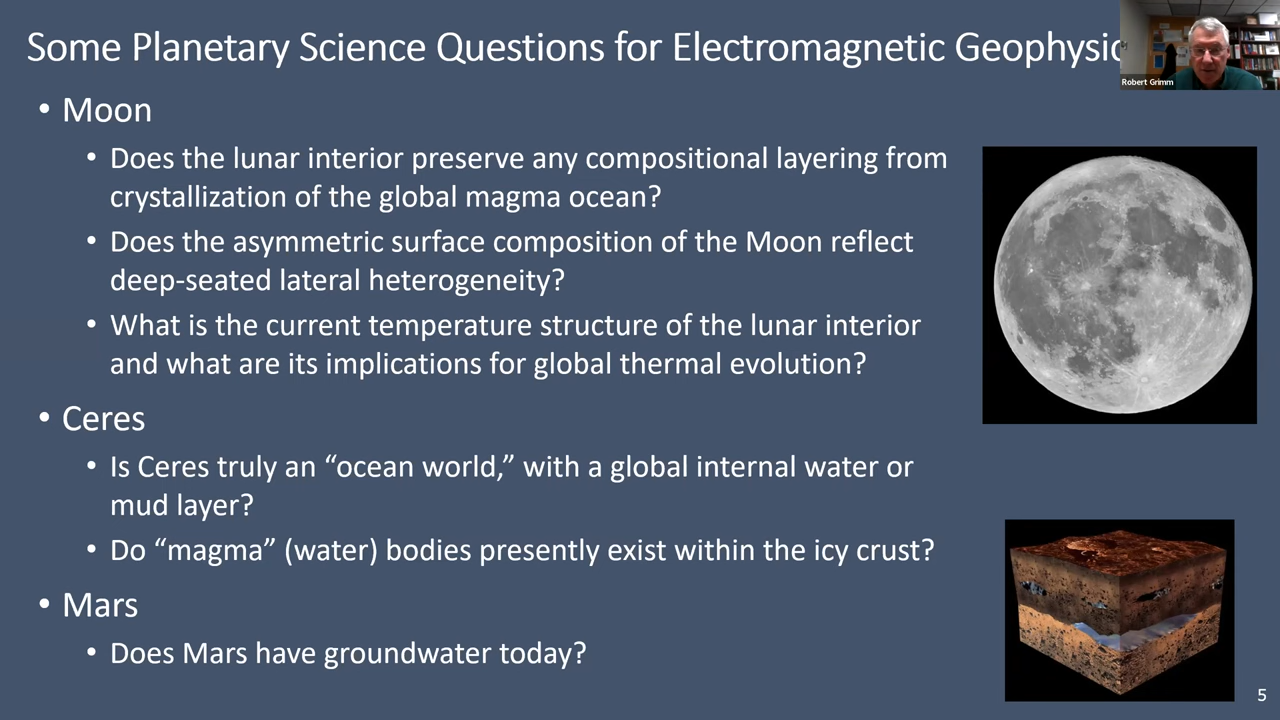 Some Planetary Science Questions for Electromagnetic
Robert Grimm
• Moon
• Does the lunar interior preserve any compositional layering from
crystallization of the global magma ocean?
• Does the asymmetric surface composition of the Moon reflect
deep-seated lateral heterogeneity?
• What is the current temperature structure of the lunar interior
and what are its implications for global thermal evolution?
• Ceres
• Is Ceres truly an “ocean world,” with a global internal water or
mud layer?
• Do “magma” (water) bodies presently exist within the icy crust?
• Mars
• Does Mars have groundwater today?
5